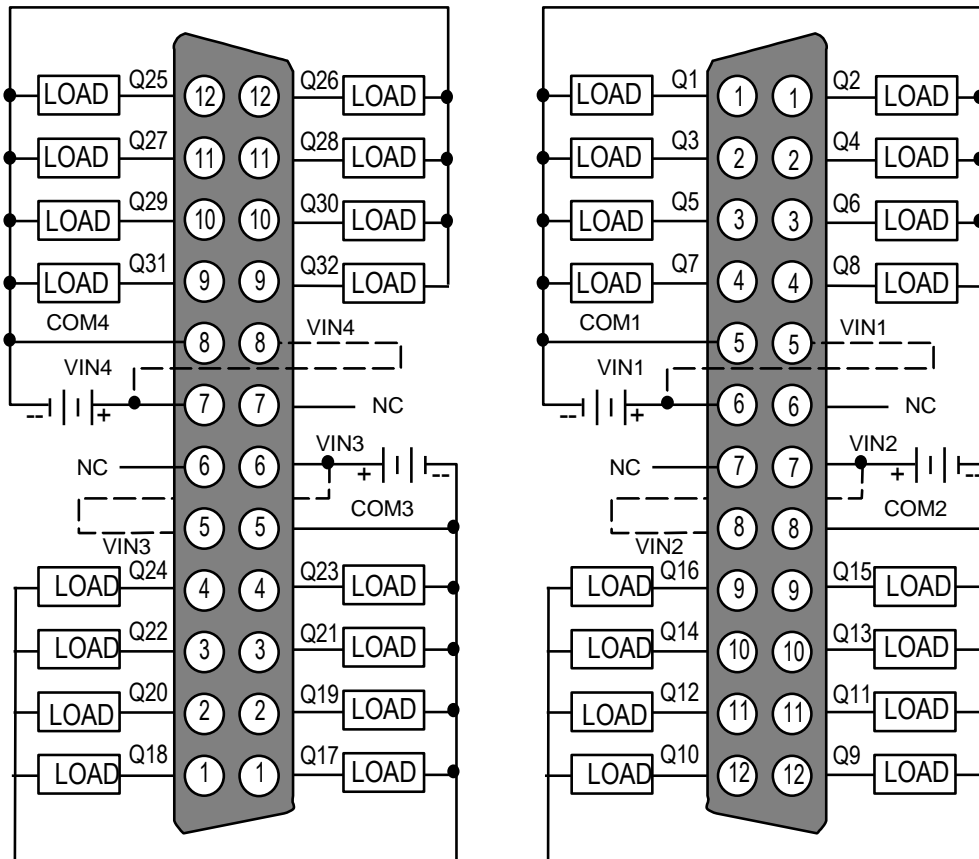 Q25 Q26 Q1 Q2
LOAD 12 12 LOAD LOAD 1 1 LOAD
Q27 Q28 Q3 Q4
LOAD 11 11 LOAD LOAD 2 2 LOAD
Q29 Q30 Q5 Q6
LOAD 10 10 LOAD LOAD 3 3 LOAD
Q31 Q32 Q7 Q8
LOAD 9 9 LOAD LOAD 4 4 LOAD
COM4 VIN4 COM1 VIN1
8 8 5 5
VIN4 VIN1
-- + 7 7 NC -- + 6 6 NC
VIN3 VIN2
NC 6 6 + -- NC 7 7 + --
COM3 COM2
5 5 8 8
VIN3 VIN2
Q24 Q23 Q16 Q15
LOAD 4 4 LOAD LOAD 9 9 LOAD
Q22 Q21 Q14 Q13
LOAD 3 3 LOAD LOAD 10 10 LOAD
Q20 Q19 Q12 Q11
LOAD 2 2 LOAD LOAD 11 11 LOAD
Q18 Q17 Q10 Q9
LOAD 1 1 LOAD LOAD 12 12 LOAD